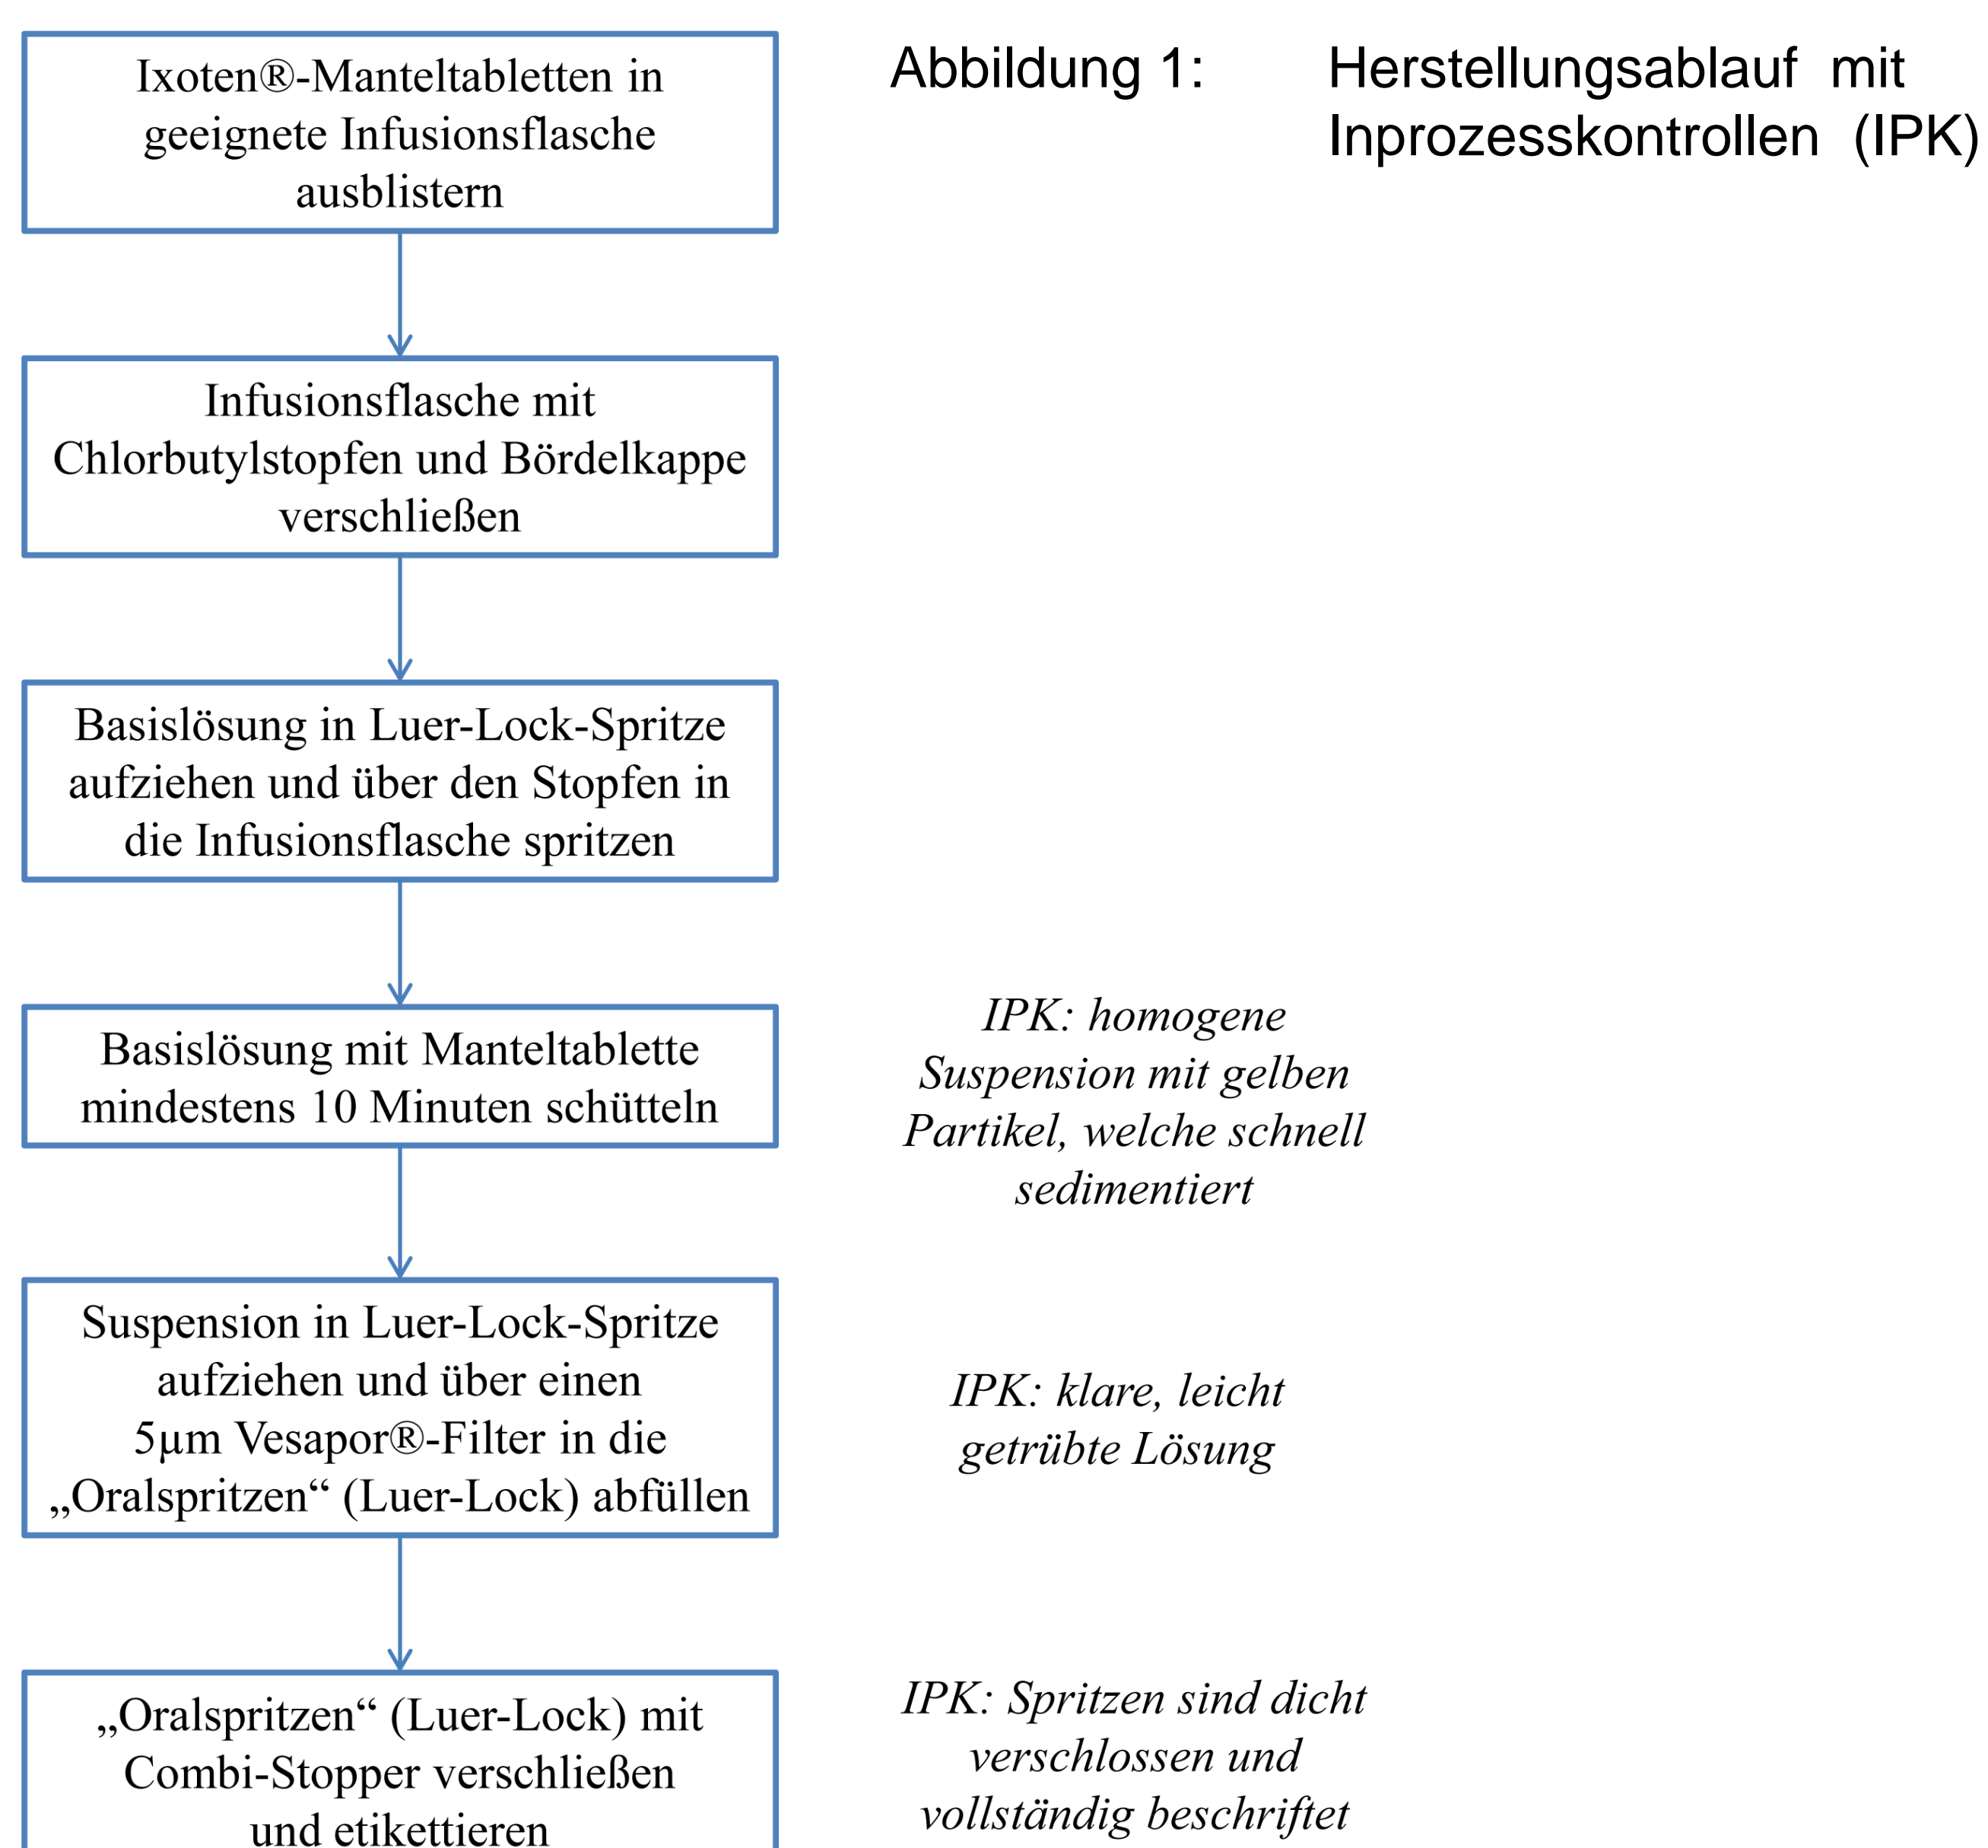 Ixoten®-Manteltabletten in
geeignete Infusionsflasche
ausblistern
Abbildung 1: Herstellungsablauf mit
Inprozesskontrollen (IPK)
Infusionsflasche mit
Chlorbutylstopfen und Bördelkappe
verschließen
Basislösung in Luer-Lock-Spritze
aufziehen und über den Stopfen in
die Infusionsflasche spritzen
Basislösung mit Manteltablette
mindestens 10 Minuten schütteln
IPK: homogene
Suspension mit gelben
Partikel, welche schnell
sedimentiert
Suspension in Luer-Lock-Spritze
aufziehen und über einen
5µm Vesapor®-Filter in die
„Oralspritzen“ (Luer-Lock) abfüllen
IPK: klare, leicht
getrübte Lösung
„Oralspritzen“ (Luer-Lock) mit
Combi-Stopper verschließen
und etikettieren
IPK: Spritzen sind dicht
verschlossen und
vollständig beschriftet